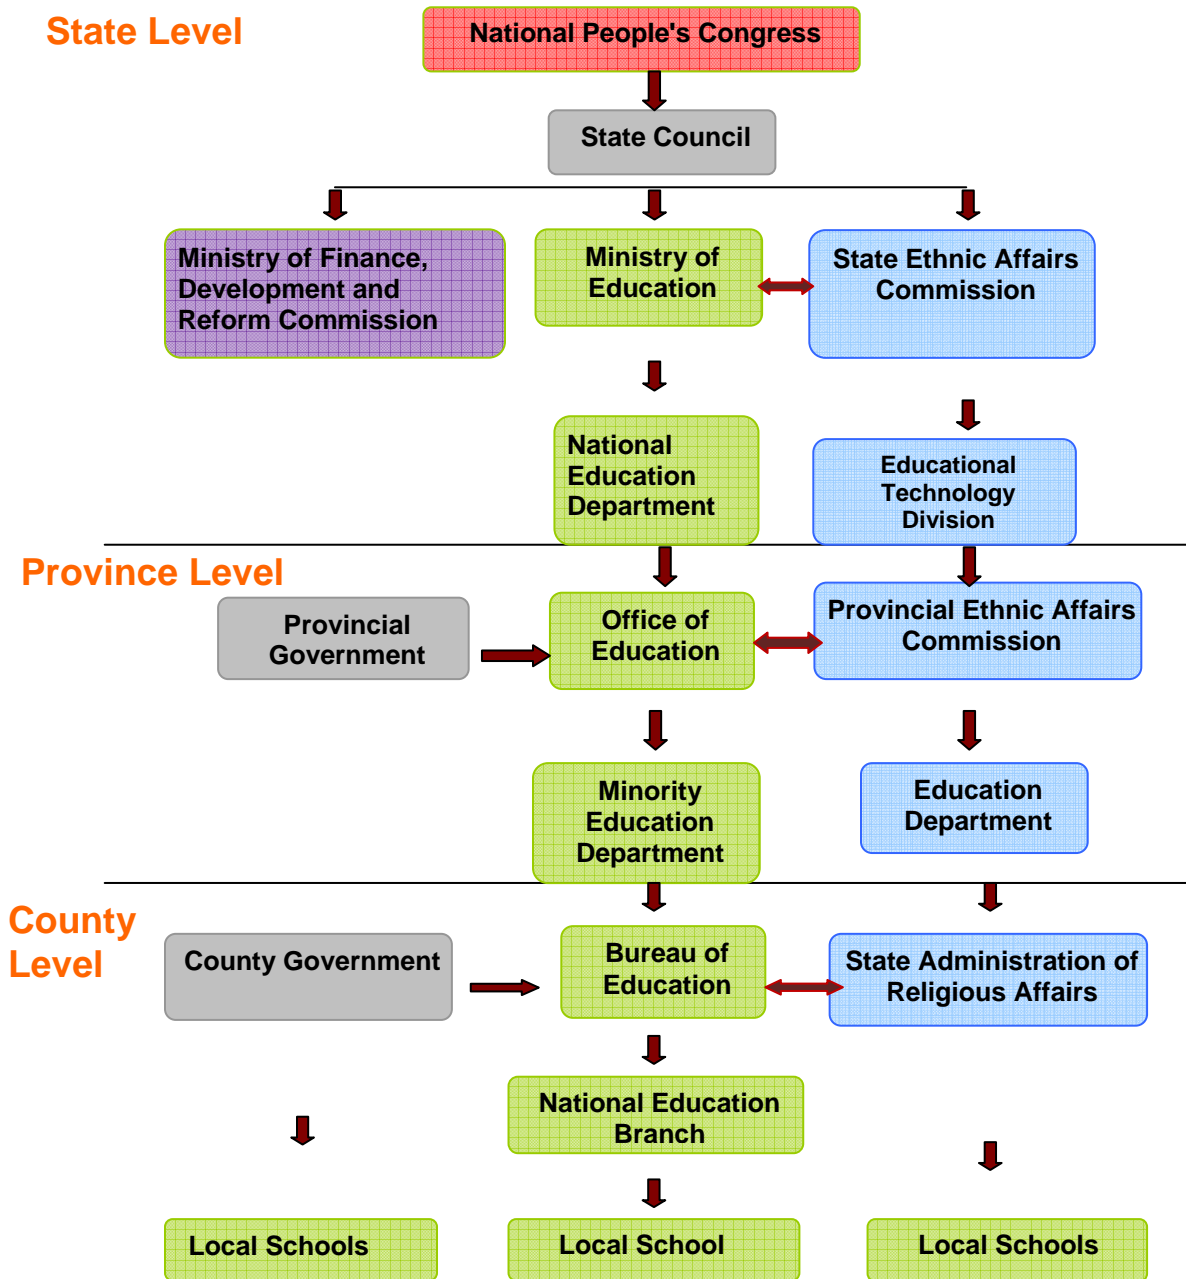 State Level
National People's Congress
State Council
Ministry of Finance,
Development and
Reform Commission
Ministry of
Education
State Ethnic Affairs
Commission
National
Education
Department
Educational
Technology
Division
Province Level
Provincial
Government
Office of
Education
Provincial Ethnic Affairs
Commission
Minority
Education
Department
Education
Department
County
Level
County Government
Bureau of
Education
State Administration of
Religious Affairs
National Education
Branch
Local Schools
Local School
Local Schools